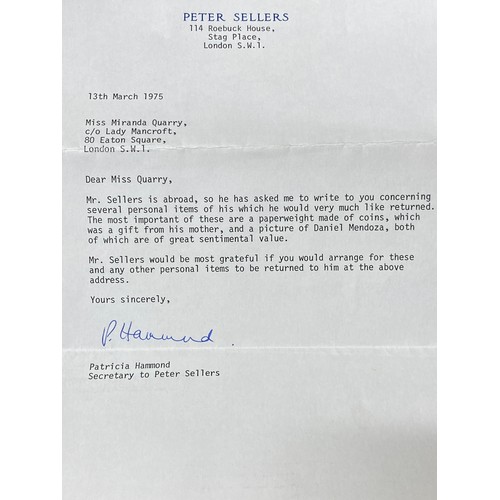 PETER SELLERS
114 Roebuck House,
Stag Place,
London S.W.1.
13th March 1975
Miss Miranda Quarry,
c/o Lady Mancroft,
80 Eaton Square,
London S.W.1.
Dear Miss Quarry,
Mr. Sellers is abroad, so he has asked me to write to you concerning
several personal items of his which he would very much like returned.
The most important of these are a paperweight made of coins, which
was a gift from his mother, and a picture of Daniel Mendoza, both
of which are of great sentimental value.
Mr. Sellers would be most grateful if you would arrange for these
and any other personal items to be returned to him at the above
address.
Yours sincerely,
P. Hammond
Patricia Hammond
Secretary to Peter Sellers